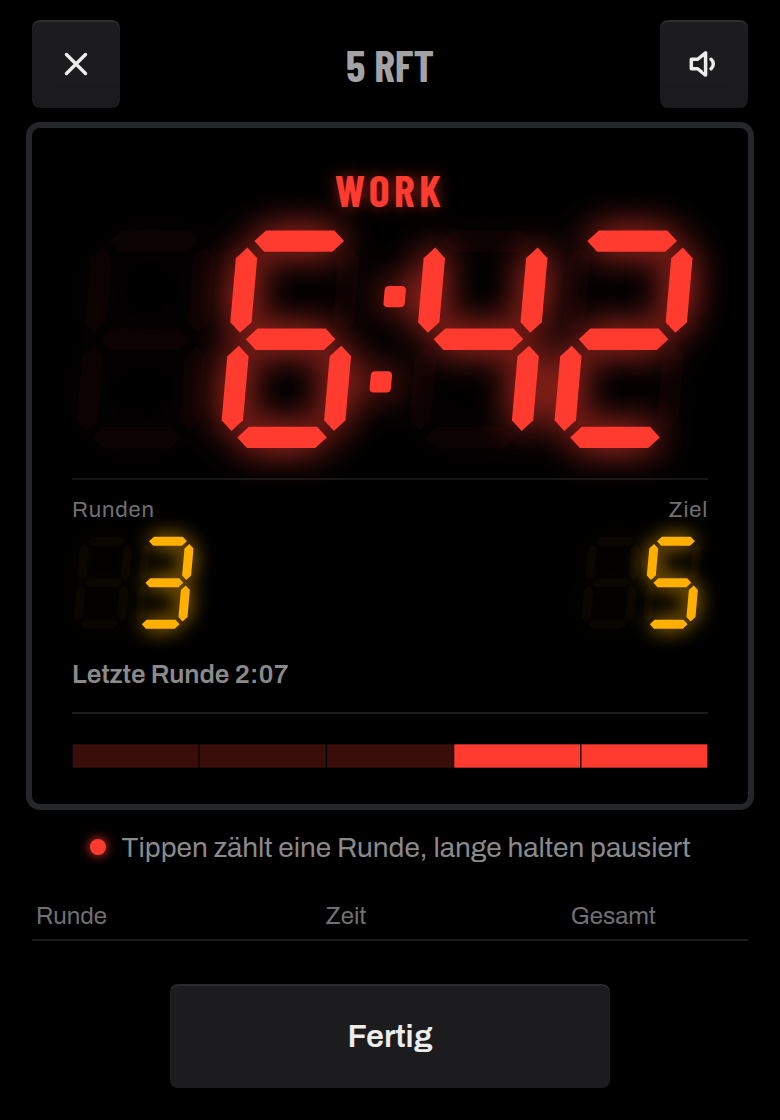 5 RFT
WORK
6:42
Runden Ziel
3 5
Letzte Runde 2:07
Tippen zählt eine Runde, lange halten pausiert
Runde Zeit Gesamt
Fertig